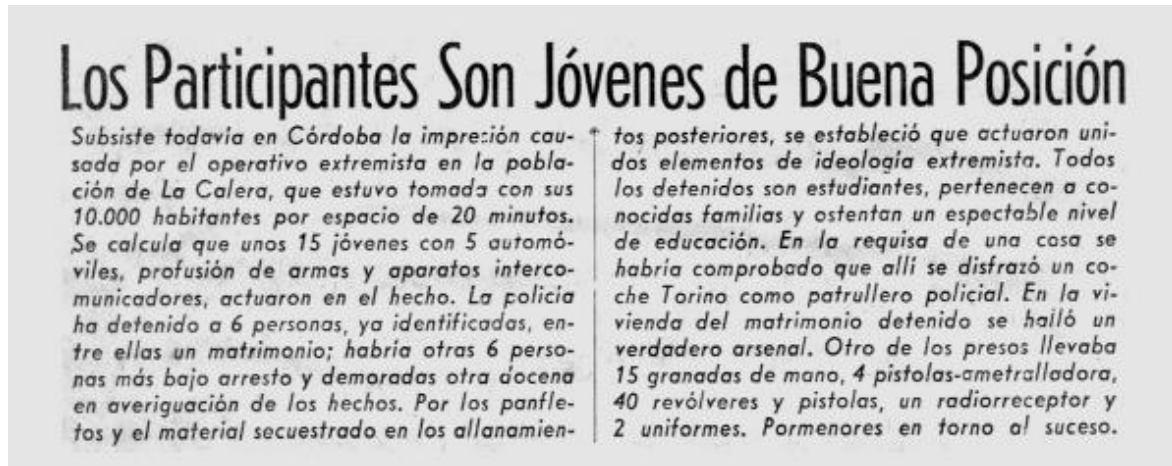 Los Participantes Son Jóvenes de Buena Posición
Subsiste todavía en Córdoba la impresión cau-
sada por el operativo extremista en la pobla-
ción de La Calera, que estuvo tomada con sus
10.000 habitantes por espacio de 20 minutos.
Se calcula que unos 15 jóvenes con 5 automó-
viles, profusión de armas y aparatos interco-
municadores, actuaron en el hecho. La policía
ha detenido a 6 personas, ya identificadas, en-
tre ellas un matrimonio; habría otras 6 perso-
nas más bajo arresto y demoradas otra docena
en averiguación de los hechos. Por los panfle-
tos y el material secuestrado en los allanamien-
tos posteriores, se estableció que actuaron uni-
dos elementos de ideología extremista. Todos
los detenidos son estudiantes, pertenecen a co-
nocidas familias y ostentan un espectable nivel
de educación. En la requisa de una casa se
habría comprobado que allí se disfrazó un co-
che Torino como patrullero policial. En la vi-
vienda del matrimonio detenido se halló un
verdadero arsenal. Otro de los presos llevaba
15 granadas de mano, 4 pistolas-ametralladora,
40 revólveres y pistolas, un radiorreceptor y
2 uniformes. Pormenores en torno al suceso.